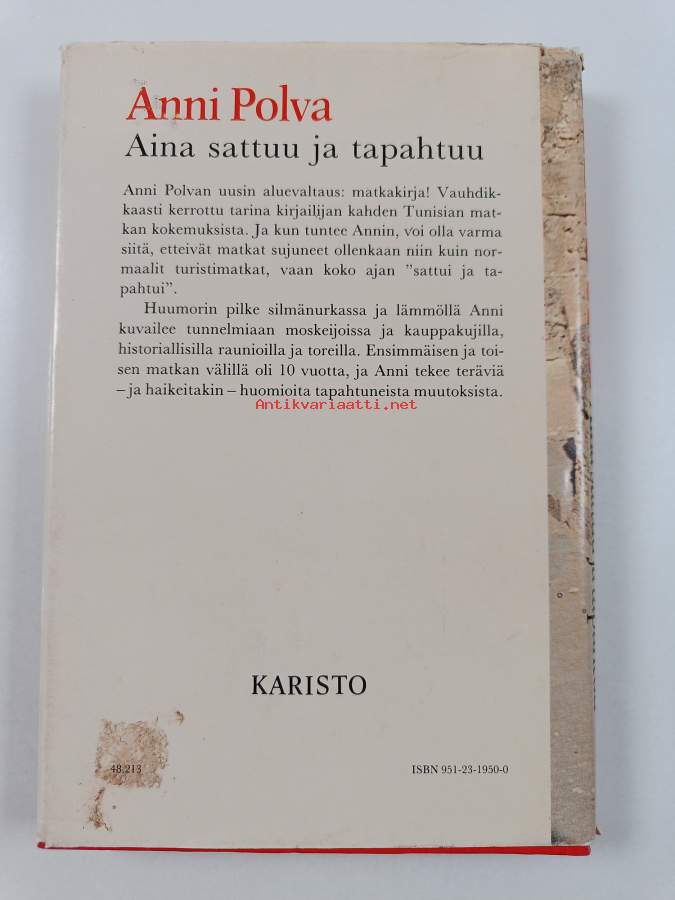 Anni Polva
Aina sattuu ja tapahtuu
Anni Polvan uusin aluevaltaus: matkakirja! Vauhdik-
kaasti kerrottu tarina kirjailijan kahden Tunisian mat-
kan kokemuksista. Ja kun tuntee Annin, voi olla varma
siitä, etteivät matkat sujuneet ollenkaan niin kuin nor-
maalit turistimatkat, vaan koko ajan ”sattui ja ta-
pahtui”.
Huumorin pilke silmänurkassa ja lämmöllä Anni
kuvailee tunnelmiaan moskeijoissa ja kauppakujilla,
historiallisilla raunioilla ja toreilla. Ensimmäisen ja toi-
sen matkan välillä oli 10 vuotta, ja Anni tekee teräviä
– ja haikeitakin – huomioita tapahtuneista muutoksista.
Antikvariaatti.net
KARISTO
48.213
ISBN 951-23-1950-0